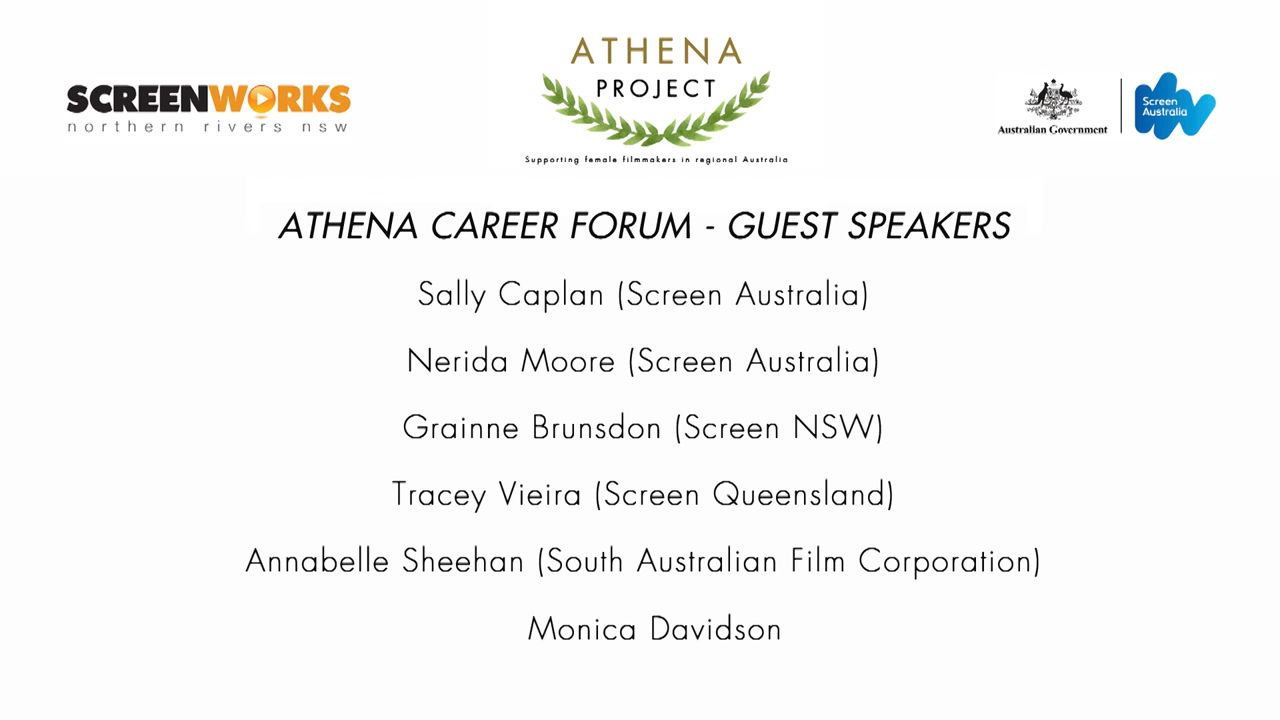 SCREENWORKS
northern rivers nsw
ATHENA
PROJECT
Supporting female filmmakers in regional Australia
Australian Government
Screen
Australia
ATHENA CAREER FORUM - GUEST SPEAKERS
Sally Caplan (Screen Australia)
Nerida Moore (Screen Australia)
Grainne Brunsdon (Screen NSW)
Tracey Vieira (Screen Queensland)
Annabelle Sheehan (South Australian Film Corporation)
Monica Davidson